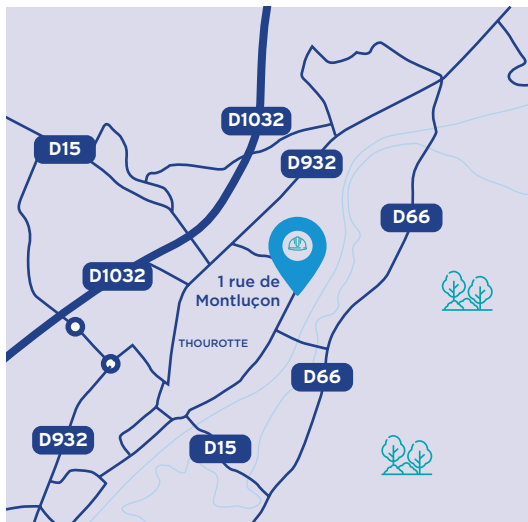 D1032
D15
D932
D66
D1032
1 rue de
Montluçon
THOUROTTE
D66
D932
D15